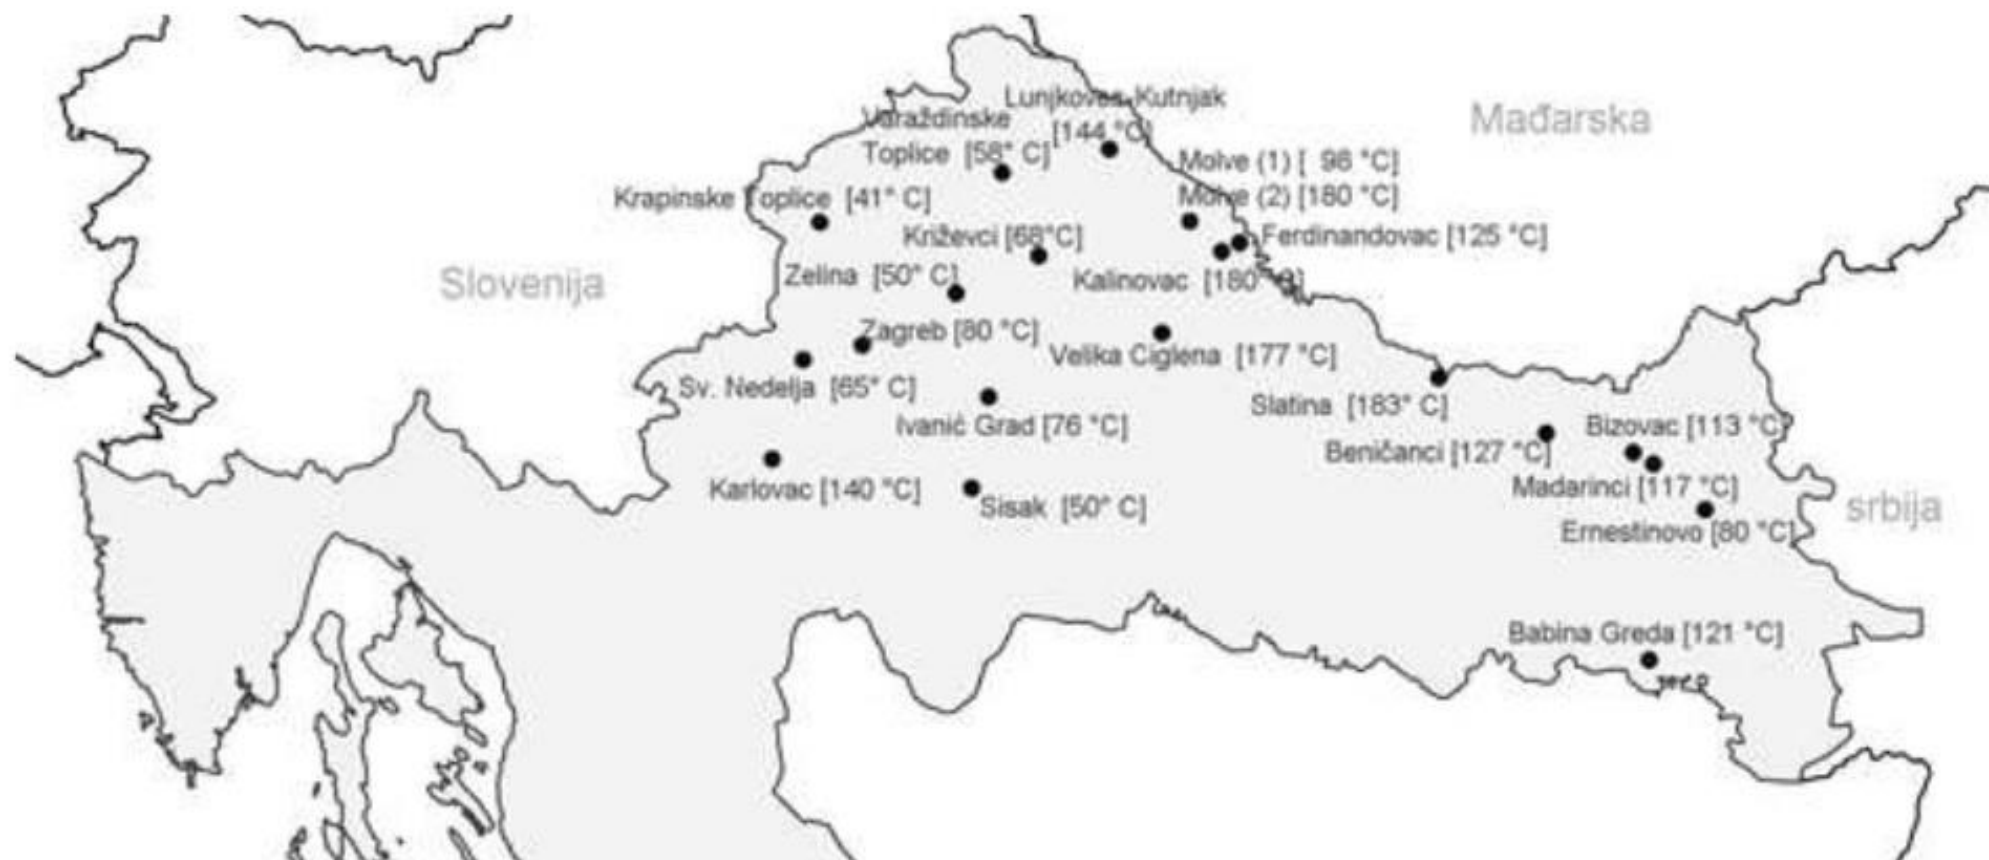 Lunjkovec-Kutnjak
[144 °C]
Mađarska
Varaždinske
Toplice [58° C]
Molve (1) [ 98 °C]
Molve (2) [180 °C]
Krapinske Toplice [41° C]
Križevci [68°C]
Ferdinandovac [125 °C]
Slovenija
Zelina [50° C]
Kalinovac [180° C]
Zagreb [80 °C]
Velika Ciglena [177 °C]
Sv. Nedelja [65° C]
Slatina [183° C]
Ivanić Grad [76 °C]
Bizovac [113 °C]
Beničanci [127 °C]
Karlovac [140 °C]
Madarinci [117 °C]
Sisak [50° C]
srbija
Ernestinovo [80 °C]
Babina Greda [121 °C]